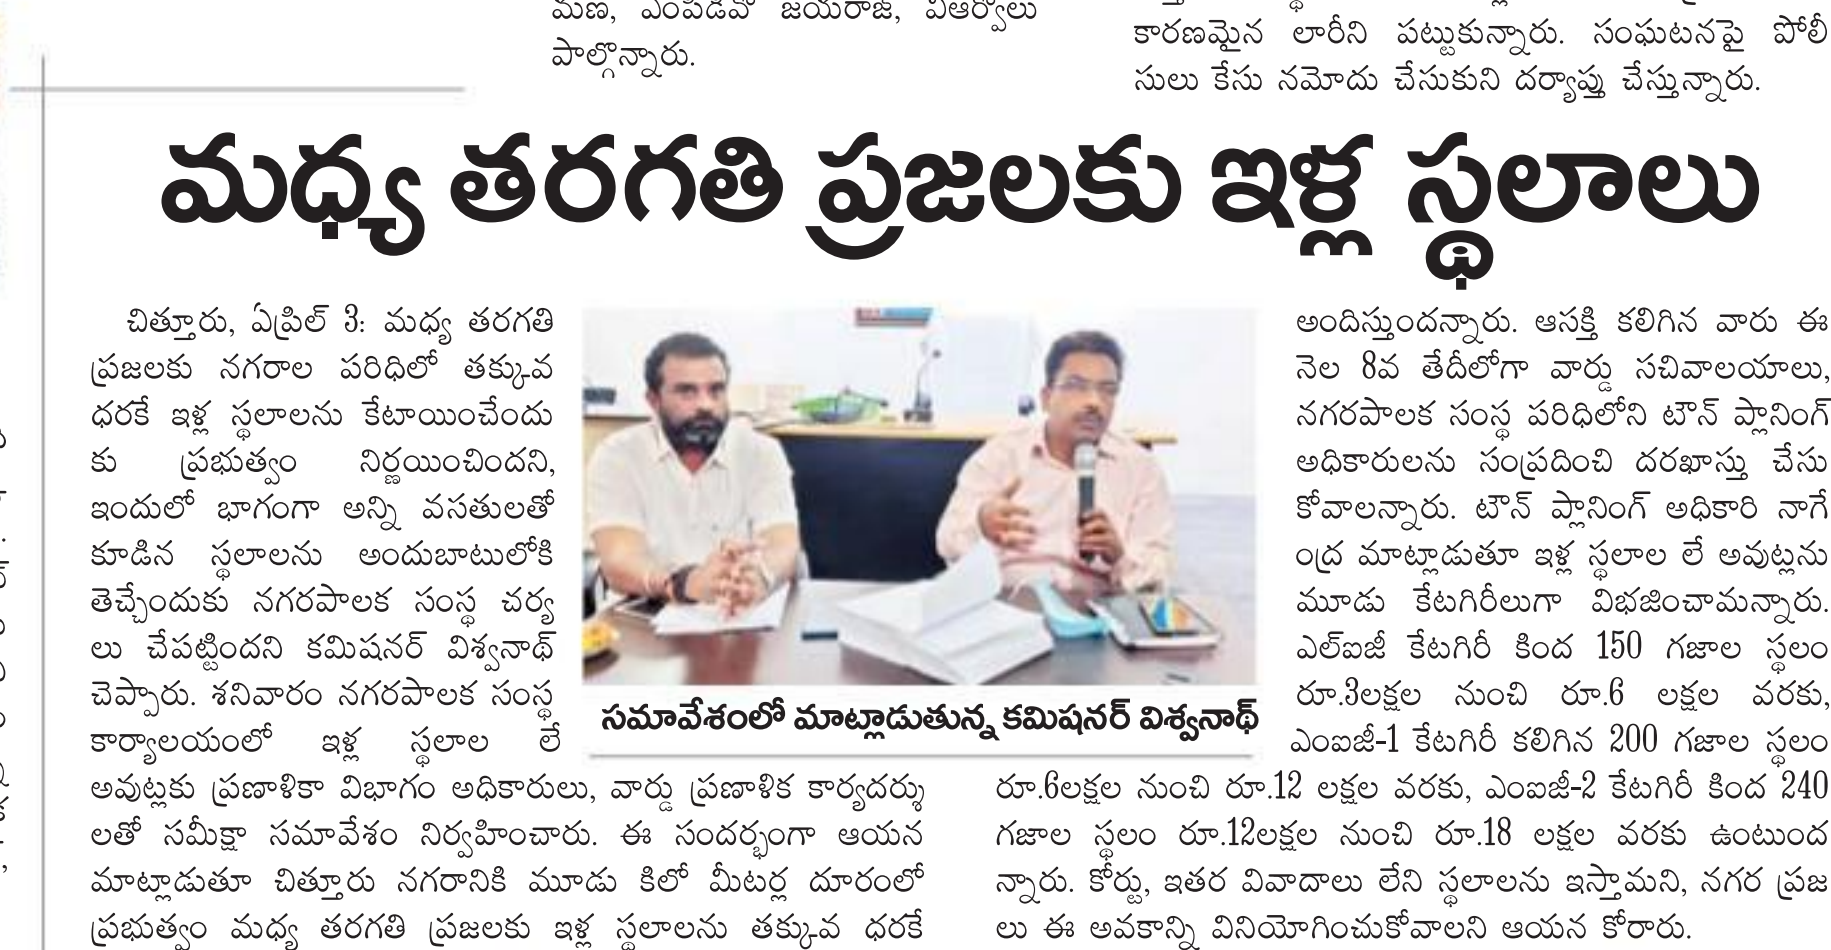 పాల్గొన్నారు.
కారణమైన లారీని పట్టుకున్నారు. సంఘటనపై పోలీ
సులు కేసు నమోదు చేసుకుని దర్యాప్తు చేస్తున్నారు.
మధ్య తరగతి ప్రజలకు ఇళ్ల స్థలాలు
చిత్తూరు, ఏప్రిల్ 3: మధ్య తరగతి
ప్రజలకు నగరాల పరిధిలో తక్కువ
ధరకే ఇళ్ల స్థలాలను కేటాయించేందు
కు ప్రభుత్వం నిర్ణయించిందని,
ఇందులో భాగంగా అన్ని వసతులతో
కూడిన స్థలాలను అందుబాటులోకి
తెచ్చేందుకు నగరపాలక సంస్థ చర్య
లు చేపట్టిందని కమిషనర్ విశ్వనాథ్
చెప్పారు. శనివారం నగరపాలక సంస్థ
కార్యాలయంలో ఇళ్ల స్థలాల లే
అవుట్లకు ప్రణాళికా విభాగం అధికారులు, వార్డు ప్రణాళిక కార్యదర్శు
లతో సమీక్షా సమావేశం నిర్వహించారు. ఈ సందర్భంగా ఆయన
మాట్లాడుతూ చిత్తూరు నగరానికి మూడు కిలో మీటర్ల దూరంలో
ప్రభుత్వం మధ్య తరగతి ప్రజలకు ఇళ్ల స్థలాలను తక్కువ ధరకే
సమావేశంలో మాట్లాడుతున్న కమిషనర్ విశ్వనాథ్
అందిస్తుందన్నారు. ఆసక్తి కలిగిన వారు ఈ
నెల 8వ తేదీలోగా వార్డు సచివాలయాలు,
నగరపాలక సంస్థ పరిధిలోని టౌన్ ప్లానింగ్
అధికారులను సంప్రదించి దరఖాస్తు చేసు
కోవాలన్నారు. టౌన్ ప్లానింగ్ అధికారి నాగే
ంద్ర మాట్లాడుతూ ఇళ్ల స్థలాల లే అవుట్లను
మూడు కేటగిరీలుగా విభజించామన్నారు.
ఎల్ఐజీ కేటగిరీ కింద 150 గజాల స్థలం
రూ.3లక్షల నుంచి రూ.6 లక్షల వరకు,
ఎంఐజీ-1 కేటగిరీ కలిగిన 200 గజాల స్థలం
రూ.6లక్షల నుంచి రూ.12 లక్షల వరకు, ఎంఐజీ-2 కేటగిరీ కింద 240
గజాల స్థలం రూ.12లక్షల నుంచి రూ.18 లక్షల వరకు ఉంటుంద
న్నారు. కోర్టు, ఇతర వివాదాలు లేని స్థలాలను ఇస్తామని, నగర ప్రజ
లు ఈ అవకాన్ని వినియోగించుకోవాలని ఆయన కోరారు.